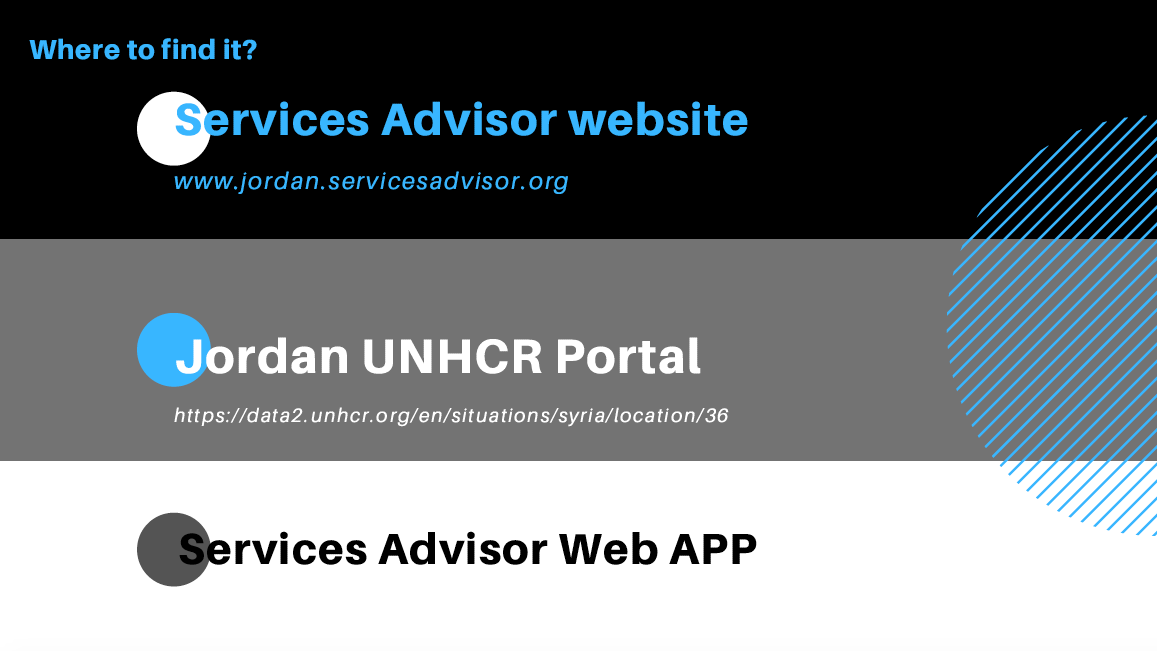 Where to find it?
Services Advisor website
www.jordan.servicesadvisor.org
Jordan UNHCR Portal
https://data2.unhcr.org/en/situations/syria/location/36
Services Advisor Web APP